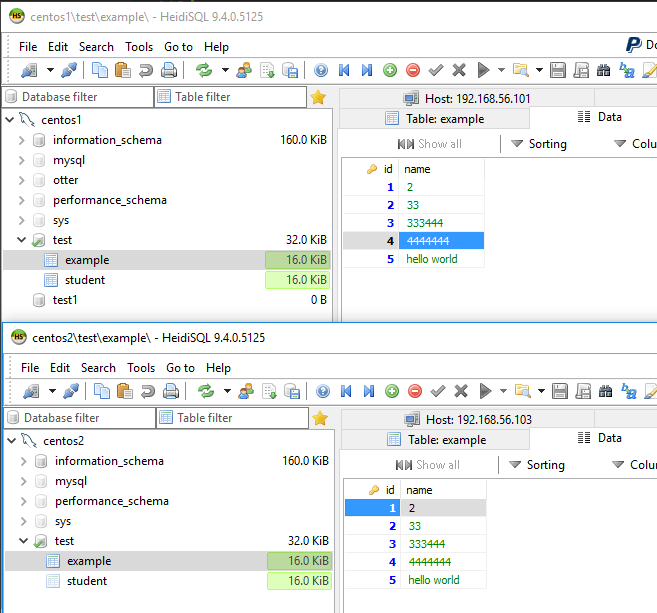 centos1\test\example\ - HeidiSQL 9.4.0.5125
File Edit Search Tools Go to Help
Database filter Table filter Host: 192.168.56.101
Table: example Data
centos1 Show all Sorting
information_schema 160.0 KiB id name
mysql 1 2
otter 2 33
performance_schema 3 333444
sys 4 4444444
test 32.0 KiB 5 hello world
example 16.0 KiB
student 16.0 KiB
test1 0 B
centos2\test\example\ - HeidiSQL 9.4.0.5125
File Edit Search Tools Go to Help
Database filter Table filter Host: 192.168.56.103
Table: example Data
centos2 Show all Sorting
information_schema 160.0 KiB id name
mysql 1 2
performance_schema 2 33
sys 3 333444
test 32.0 KiB 4 4444444
example 16.0 KiB 5 hello world
student 16.0 KiB